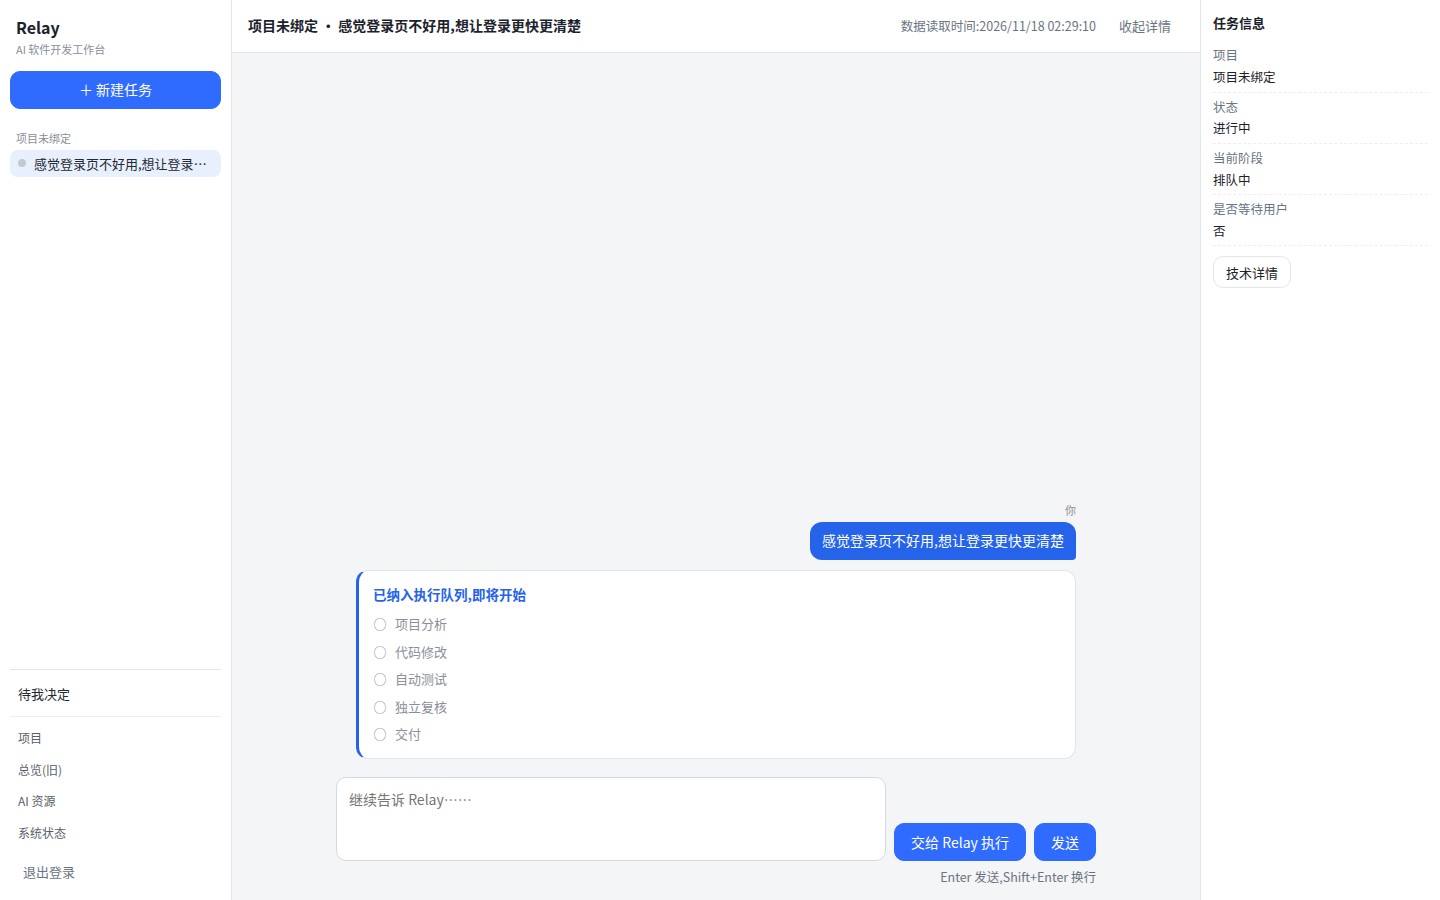 Relay
AI 软件开发工作台
＋ 新建任务
项目未绑定
感觉登录页不好用,想让登录…
待我决定
项目
总览(旧)
AI 资源
系统状态
退出登录
项目未绑定 · 感觉登录页不好用,想让登录更快更清楚
数据读取时间:2026/11/18 02:29:10
收起详情
你
感觉登录页不好用,想让登录更快更清楚
已纳入执行队列,即将开始
项目分析
代码修改
自动测试
独立复核
交付
继续告诉 Relay……
交给 Relay 执行
发送
Enter 发送,Shift+Enter 换行
任务信息
项目
项目未绑定
状态
进行中
当前阶段
排队中
是否等待用户
否
技术详情